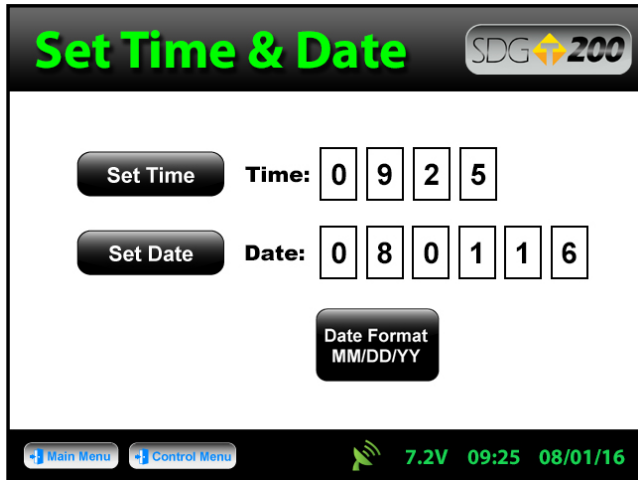 Set Time & Date
SDG T 200
Set Time Time: 0 9 2 5
Set Date Date: 0 8 0 1 1 6
Date Format
MM/DD/YY
Main Menu Control Menu 7.2V 09:25 08/01/16